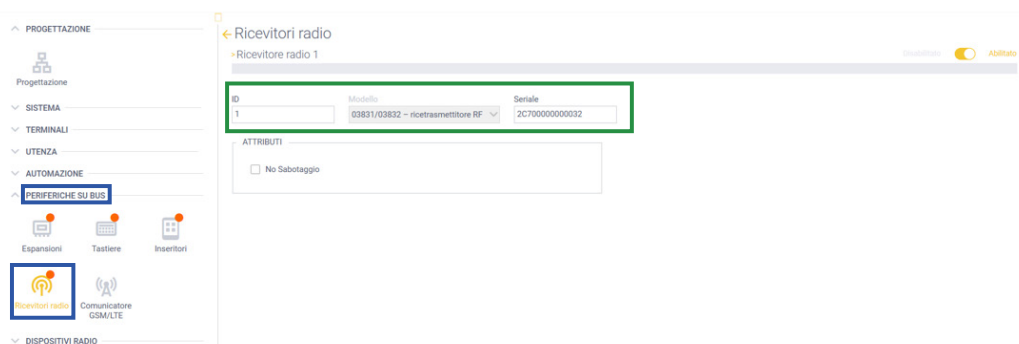 PROGETTAZIONE
Progettazione
SISTEMA
TERMINALI
UTENZA
AUTOMAZIONE
PERIFERICHE SU BUS
Espansioni Tastiere Inseritori
Ricevitori radio Comunicatore
GSM/LTE
DISPOSITIVI RADIO
Ricevitori radio
Ricevitore radio 1
Disabilitato Abilitato
ID Modello Seriale
1 03831/03832 – ricetrasmettitore RF 2C700000000032
ATTRIBUTI
No Sabotaggio